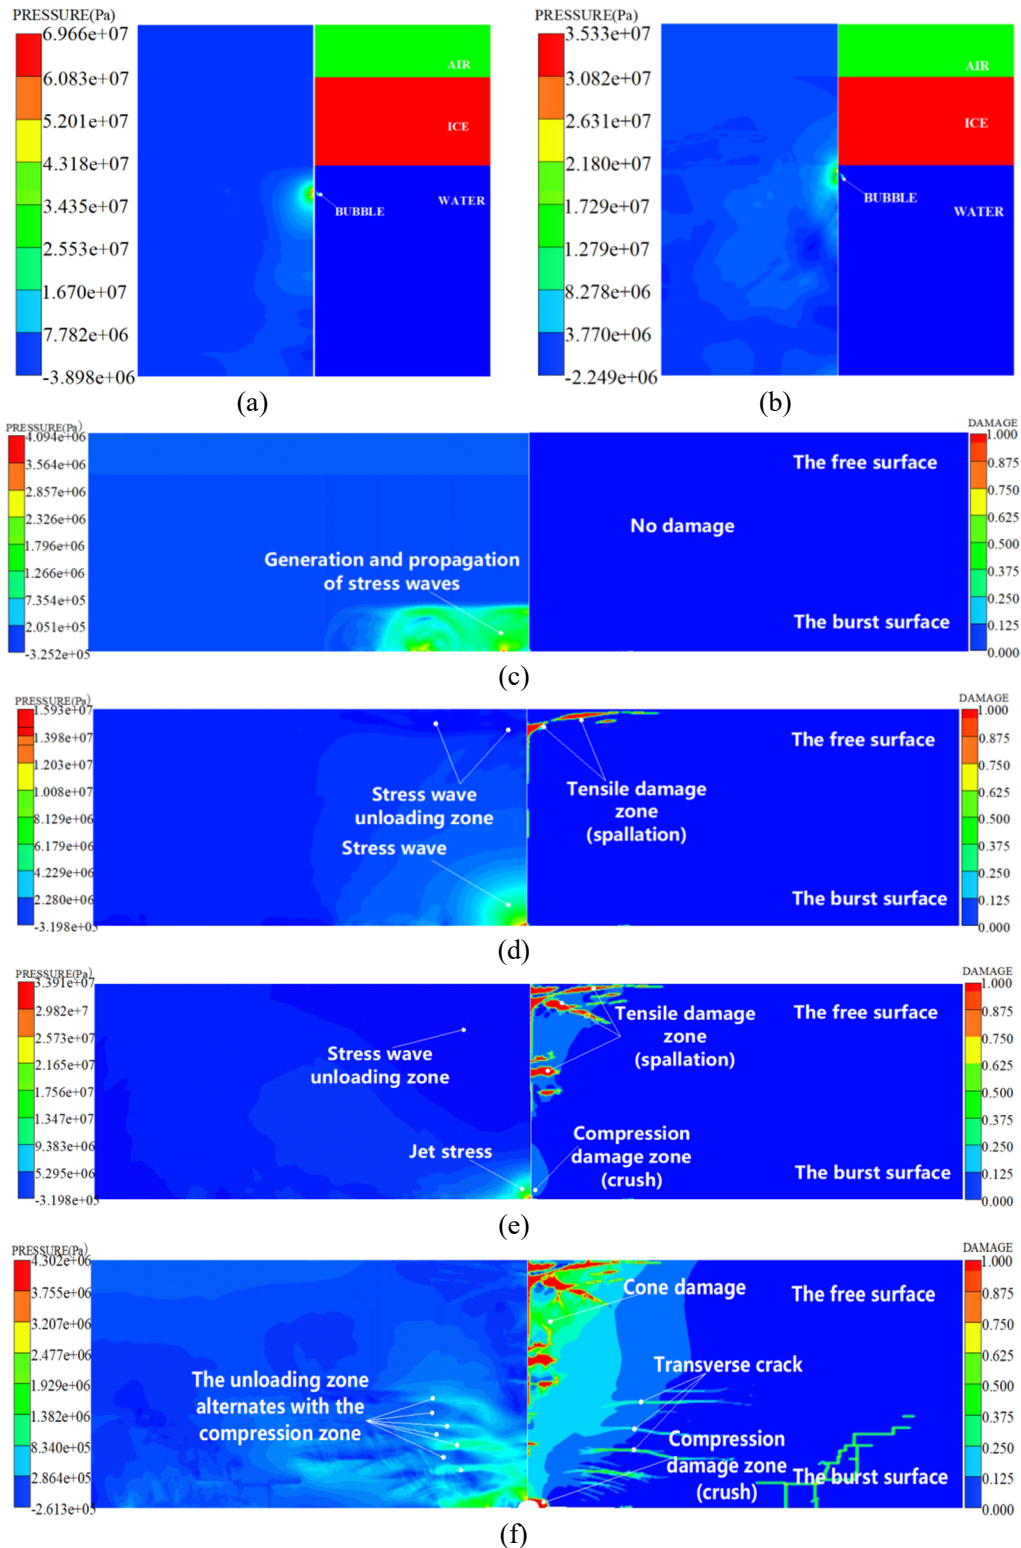 PRESSURE(Pa)
6.966e+07
6.083e+07
5.201e+07
4.318e+07
3.435e+07
2.553e+07
1.670e+07
7.782e+06
-3.898e+06
AIR
ICE
WATER
BUBBLE
(a)
PRESSURE(Pa)
3.533e+07
3.082e+07
2.631e+07
2.180e+07
1.729e+07
1.279e+07
8.278e+06
3.770e+06
-2.249e+06
AIR
ICE
BUBBLE
WATER
(b)
PRESSURE(Pa)
4.094e+06
3.564e+06
2.857e+06
2.326e+06
1.796e+06
1.266e+06
7.354e+05
2.051e+05
-3.252e+05
Generation and propagation
of stress waves
The free surface
No damage
The burst surface
DAMAGE
1.000
0.875
0.750
0.625
0.500
0.375
0.250
0.125
0.000
(c)
PRESSURE(Pa)
1.593e+07
1.398e+07
1.203e+07
1.008e+07
8.129e+06
6.179e+06
4.229e+06
2.280e+06
-3.198e+05
Stress wave
unloading zone
Stress wave
Tensile damage
zone
(spallation)
The free surface
The burst surface
DAMAGE
1.000
0.875
0.750
0.625
0.500
0.375
0.250
0.125
0.000
(d)
PRESSURE(Pa)
3.391e+07
2.982e+7
2.573e+07
2.165e+07
1.756e+07
1.347e+07
9.383e+06
5.295e+06
-3.198e+05
Stress wave
unloading zone
Jet stress
Tensile damage
zone
(spallation)
Compression
damage zone
(crush)
The free surface
The burst surface
DAMAGE
1.000
0.875
0.750
0.625
0.500
0.375
0.250
0.125
0.000
(e)
PRESSURE(Pa)
4.302e+06
3.755e+06
3.207e+06
2.477e+06
1.929e+06
1.382e+06
8.340e+05
2.864e+05
-2.613e+05
The unloading zone
alternates with the
compression zone
Cone damage
Transverse crack
Compression
damage zone
(crush)
The free surface
The burst surface
DAMAGE
1.000
0.875
0.750
0.625
0.500
0.375
0.250
0.125
0.000
(f)